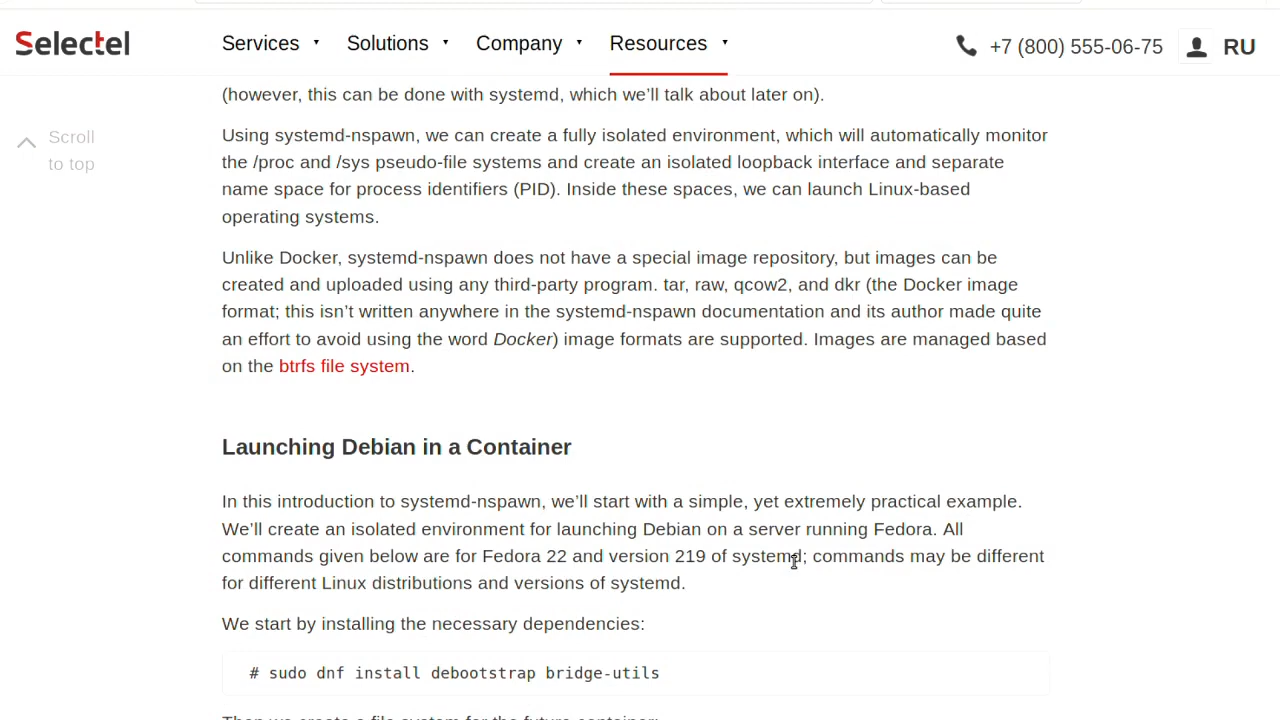 Selectel
Services
Solutions
Company
Resources
+7 (800) 555-06-75
RU
Scroll
to top
(however, this can be done with systemd, which we’ll talk about later on).
Using systemd-nspawn, we can create a fully isolated environment, which will automatically monitor
the /proc and /sys pseudo-file systems and create an isolated loopback interface and separate
name space for process identifiers (PID). Inside these spaces, we can launch Linux-based
operating systems.
Unlike Docker, systemd-nspawn does not have a special image repository, but images can be
created and uploaded using any third-party program. tar, raw, qcow2, and dkr (the Docker image
format; this isn’t written anywhere in the systemd-nspawn documentation and its author made quite
an effort to avoid using the word Docker) image formats are supported. Images are managed based
on the btrfs file system.
Launching Debian in a Container
In this introduction to systemd-nspawn, we’ll start with a simple, yet extremely practical example.
We’ll create an isolated environment for launching Debian on a server running Fedora. All
commands given below are for Fedora 22 and version 219 of systemd; commands may be different
for different Linux distributions and versions of systemd.
We start by installing the necessary dependencies:
# sudo dnf install debootstrap bridge-utils
Then we create a file system for the future container: